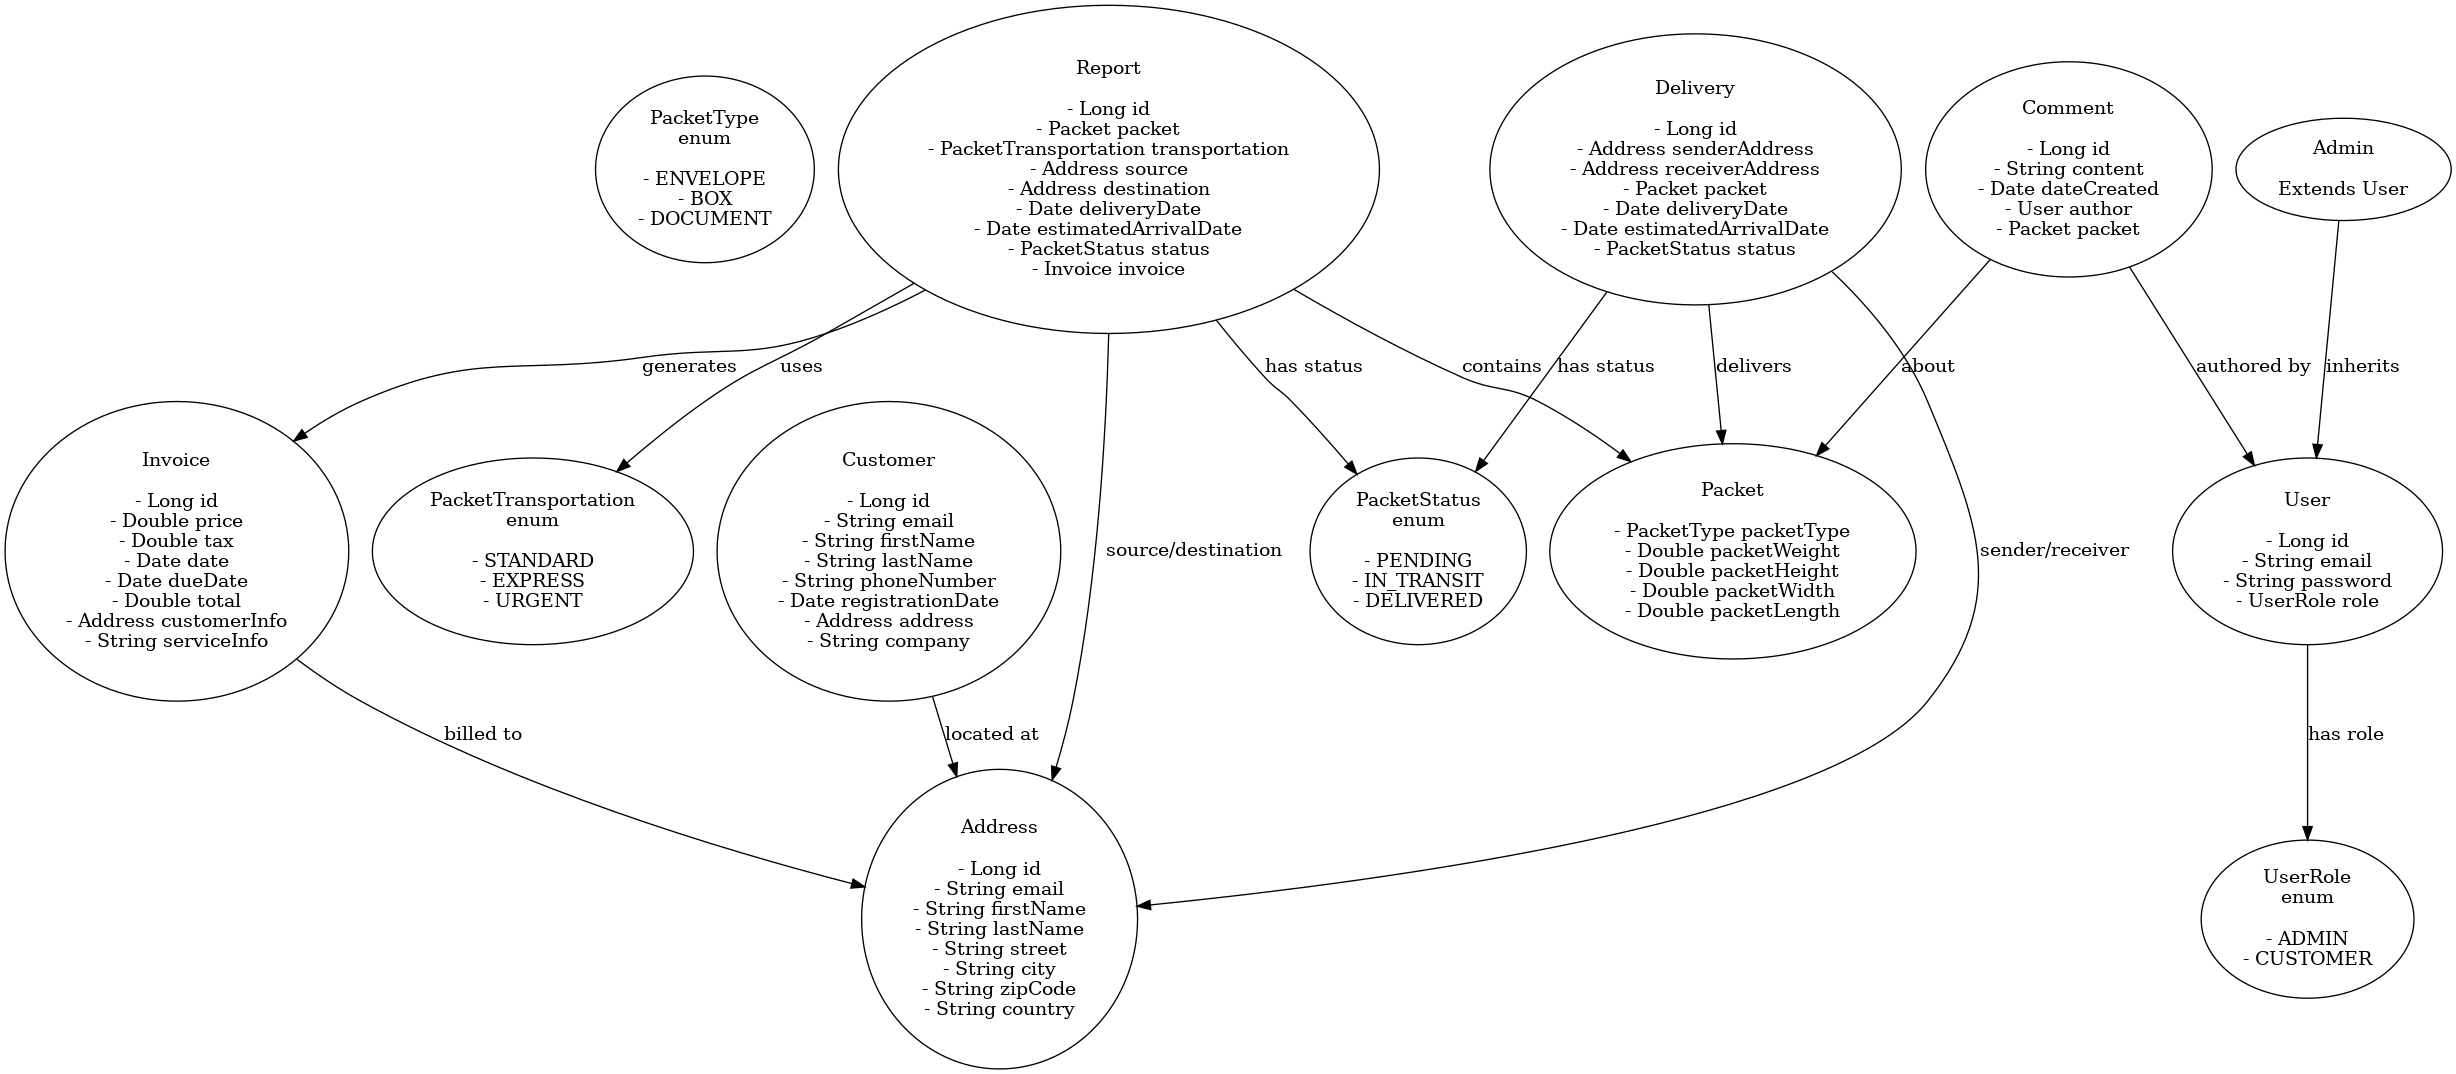 PacketType
enum
- ENVELOPE
- BOX
- DOCUMENT
Report
- Long id
- Packet packet
- PacketTransportation transportation
- Address source
- Address destination
- Date deliveryDate
- Date estimatedArrivalDate
- PacketStatus status
- Invoice invoice
Delivery
- Long id
- Address senderAddress
- Address receiverAddress
- Packet packet
- Date deliveryDate
- Date estimatedArrivalDate
- PacketStatus status
Comment
- Long id
- String content
- Date dateCreated
- User author
- Packet packet
Admin
Extends User
generates
uses
has status
contains
has status
delivers
about
authored by
inherits
Invoice
- Long id
- Double price
- Double tax
- Date date
- Date dueDate
- Double total
- Address customerInfo
- String serviceInfo
PacketTransportation
enum
- STANDARD
- EXPRESS
- URGENT
Customer
- Long id
- String email
- String firstName
- String lastName
- String phoneNumber
- Date registrationDate
- Address address
- String company
source/destination
PacketStatus
enum
- PENDING
- IN_TRANSIT
- DELIVERED
Packet
- PacketType packetType
- Double packetWeight
- Double packetHeight
- Double packetWidth
- Double packetLength
sender/receiver
User
- Long id
- String email
- String password
- UserRole role
billed to
located at
has role
Address
- Long id
- String email
- String firstName
- String lastName
- String street
- String city
- String zipCode
- String country
UserRole
enum
- ADMIN
- CUSTOMER